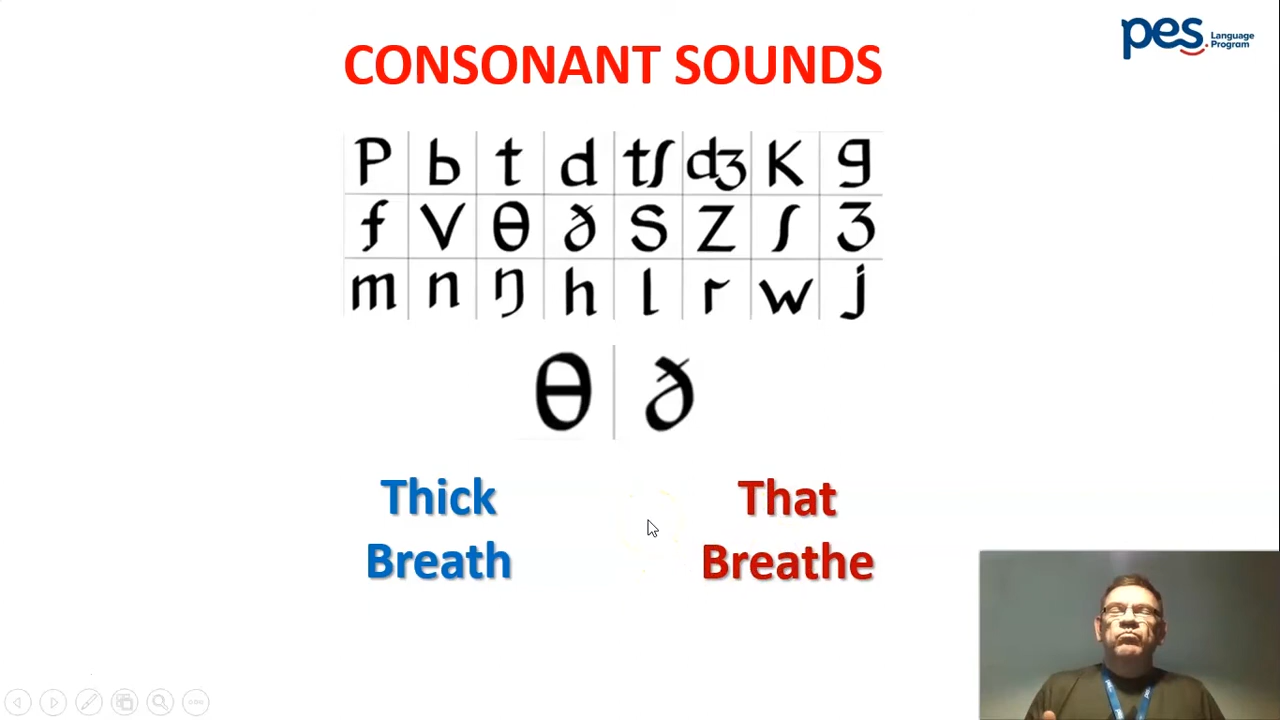 pes. Language
Program
CONSONANT SOUNDS
P b t d tʃ dʒ K g
f V θ ð S Z ʃ Ʒ
m n ŋ h l r w j
θ ð
Thick That
Breath Breathe